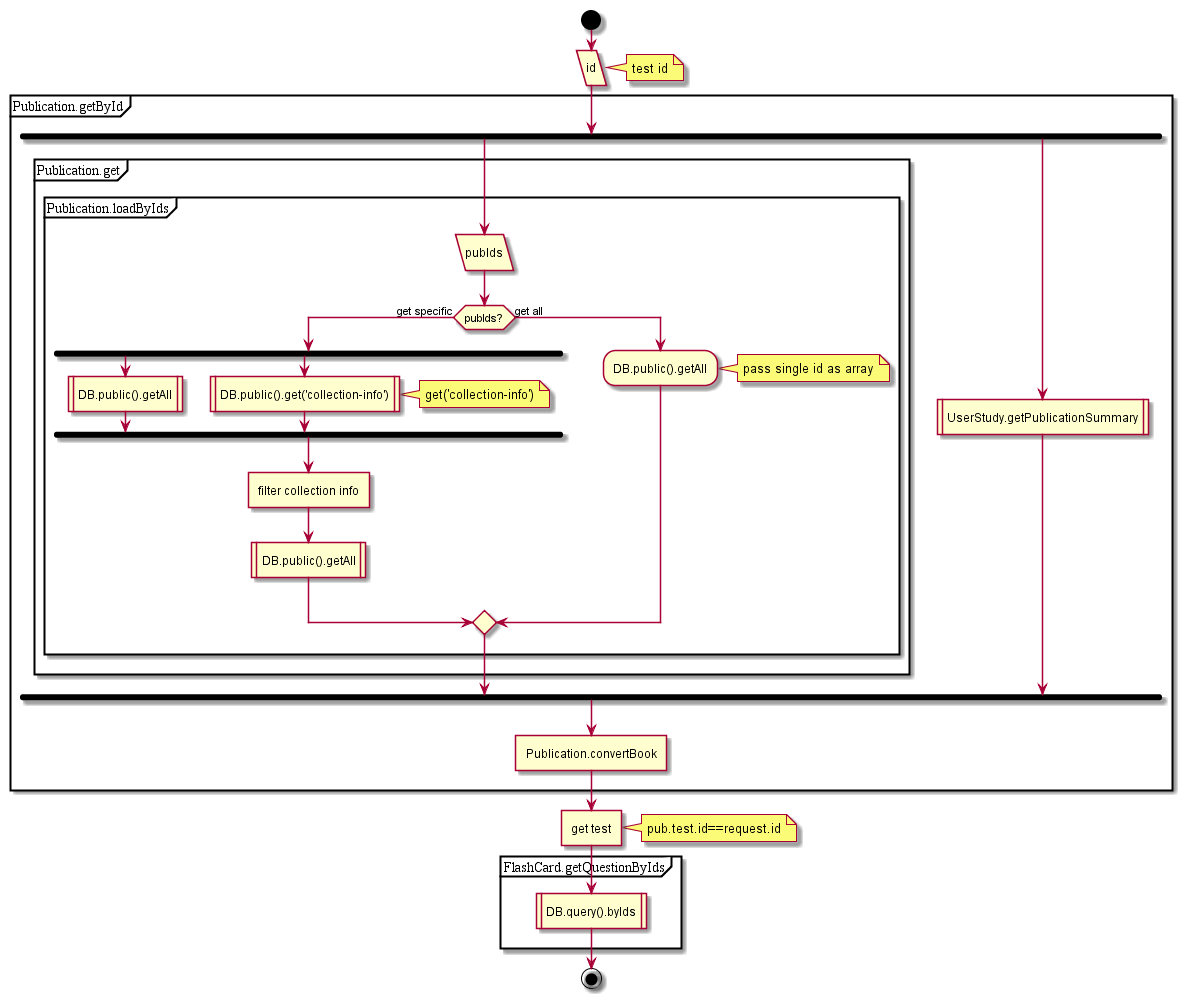 id
test id
Publication.getById
Publication.get
Publication.loadByIds
pubIds
get specific
pubIds?
get all
DB.public().getAll
DB.public().get('collection-info')
get('collection-info')
DB.public().getAll
pass single id as array
UserStudy.getPublicationSummary
filter collection info
DB.public().getAll
Publication.convertBook
get test
pub.test.id==request.id
FlashCard.getQuestionByIds
DB.query().byIds